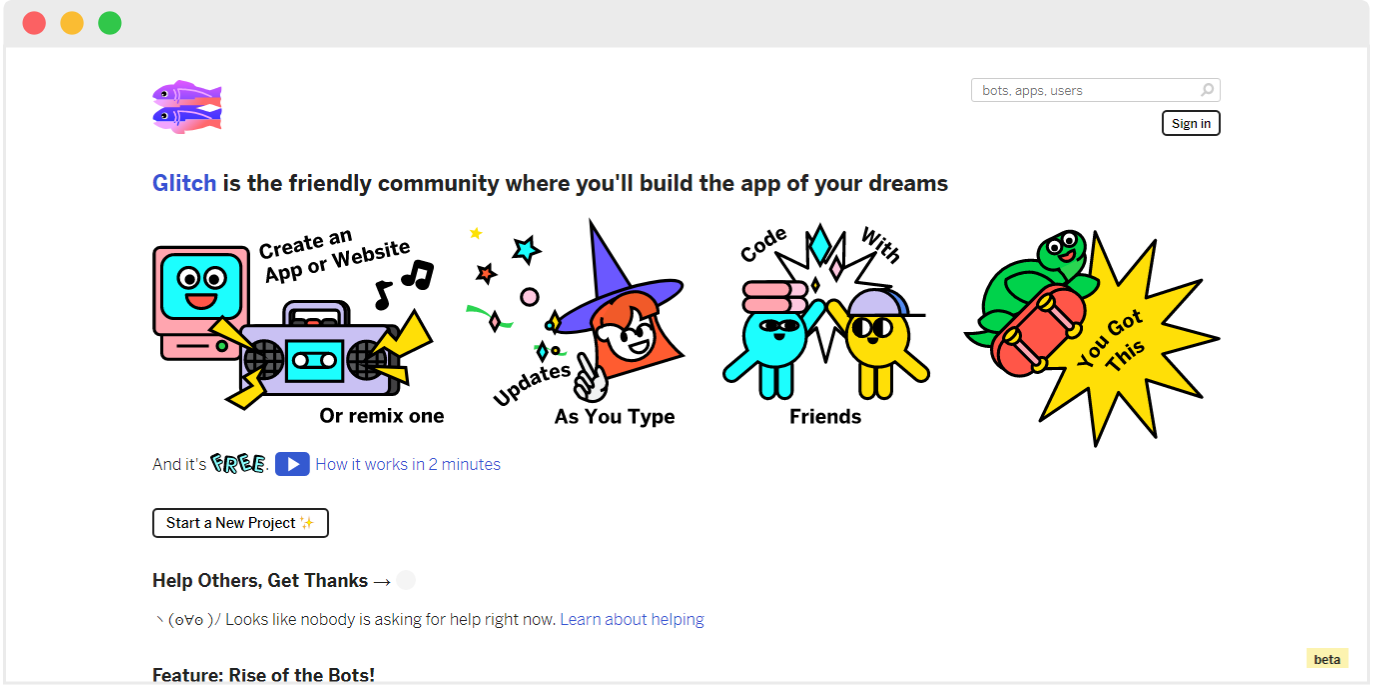 bots, apps, users
Sign in
Glitch is the friendly community where you'll build the app of your dreams
Create an
App or Website
Or remix one
Updates
As You Type
Code With
Friends
You Got
This
And it's FREE. How it works in 2 minutes
Start a New Project ✨
Help Others, Get Thanks →
ヽ(ʘ∀ʘ )/ Looks like nobody is asking for help right now. Learn about helping
Feature: Rise of the Bots!
beta